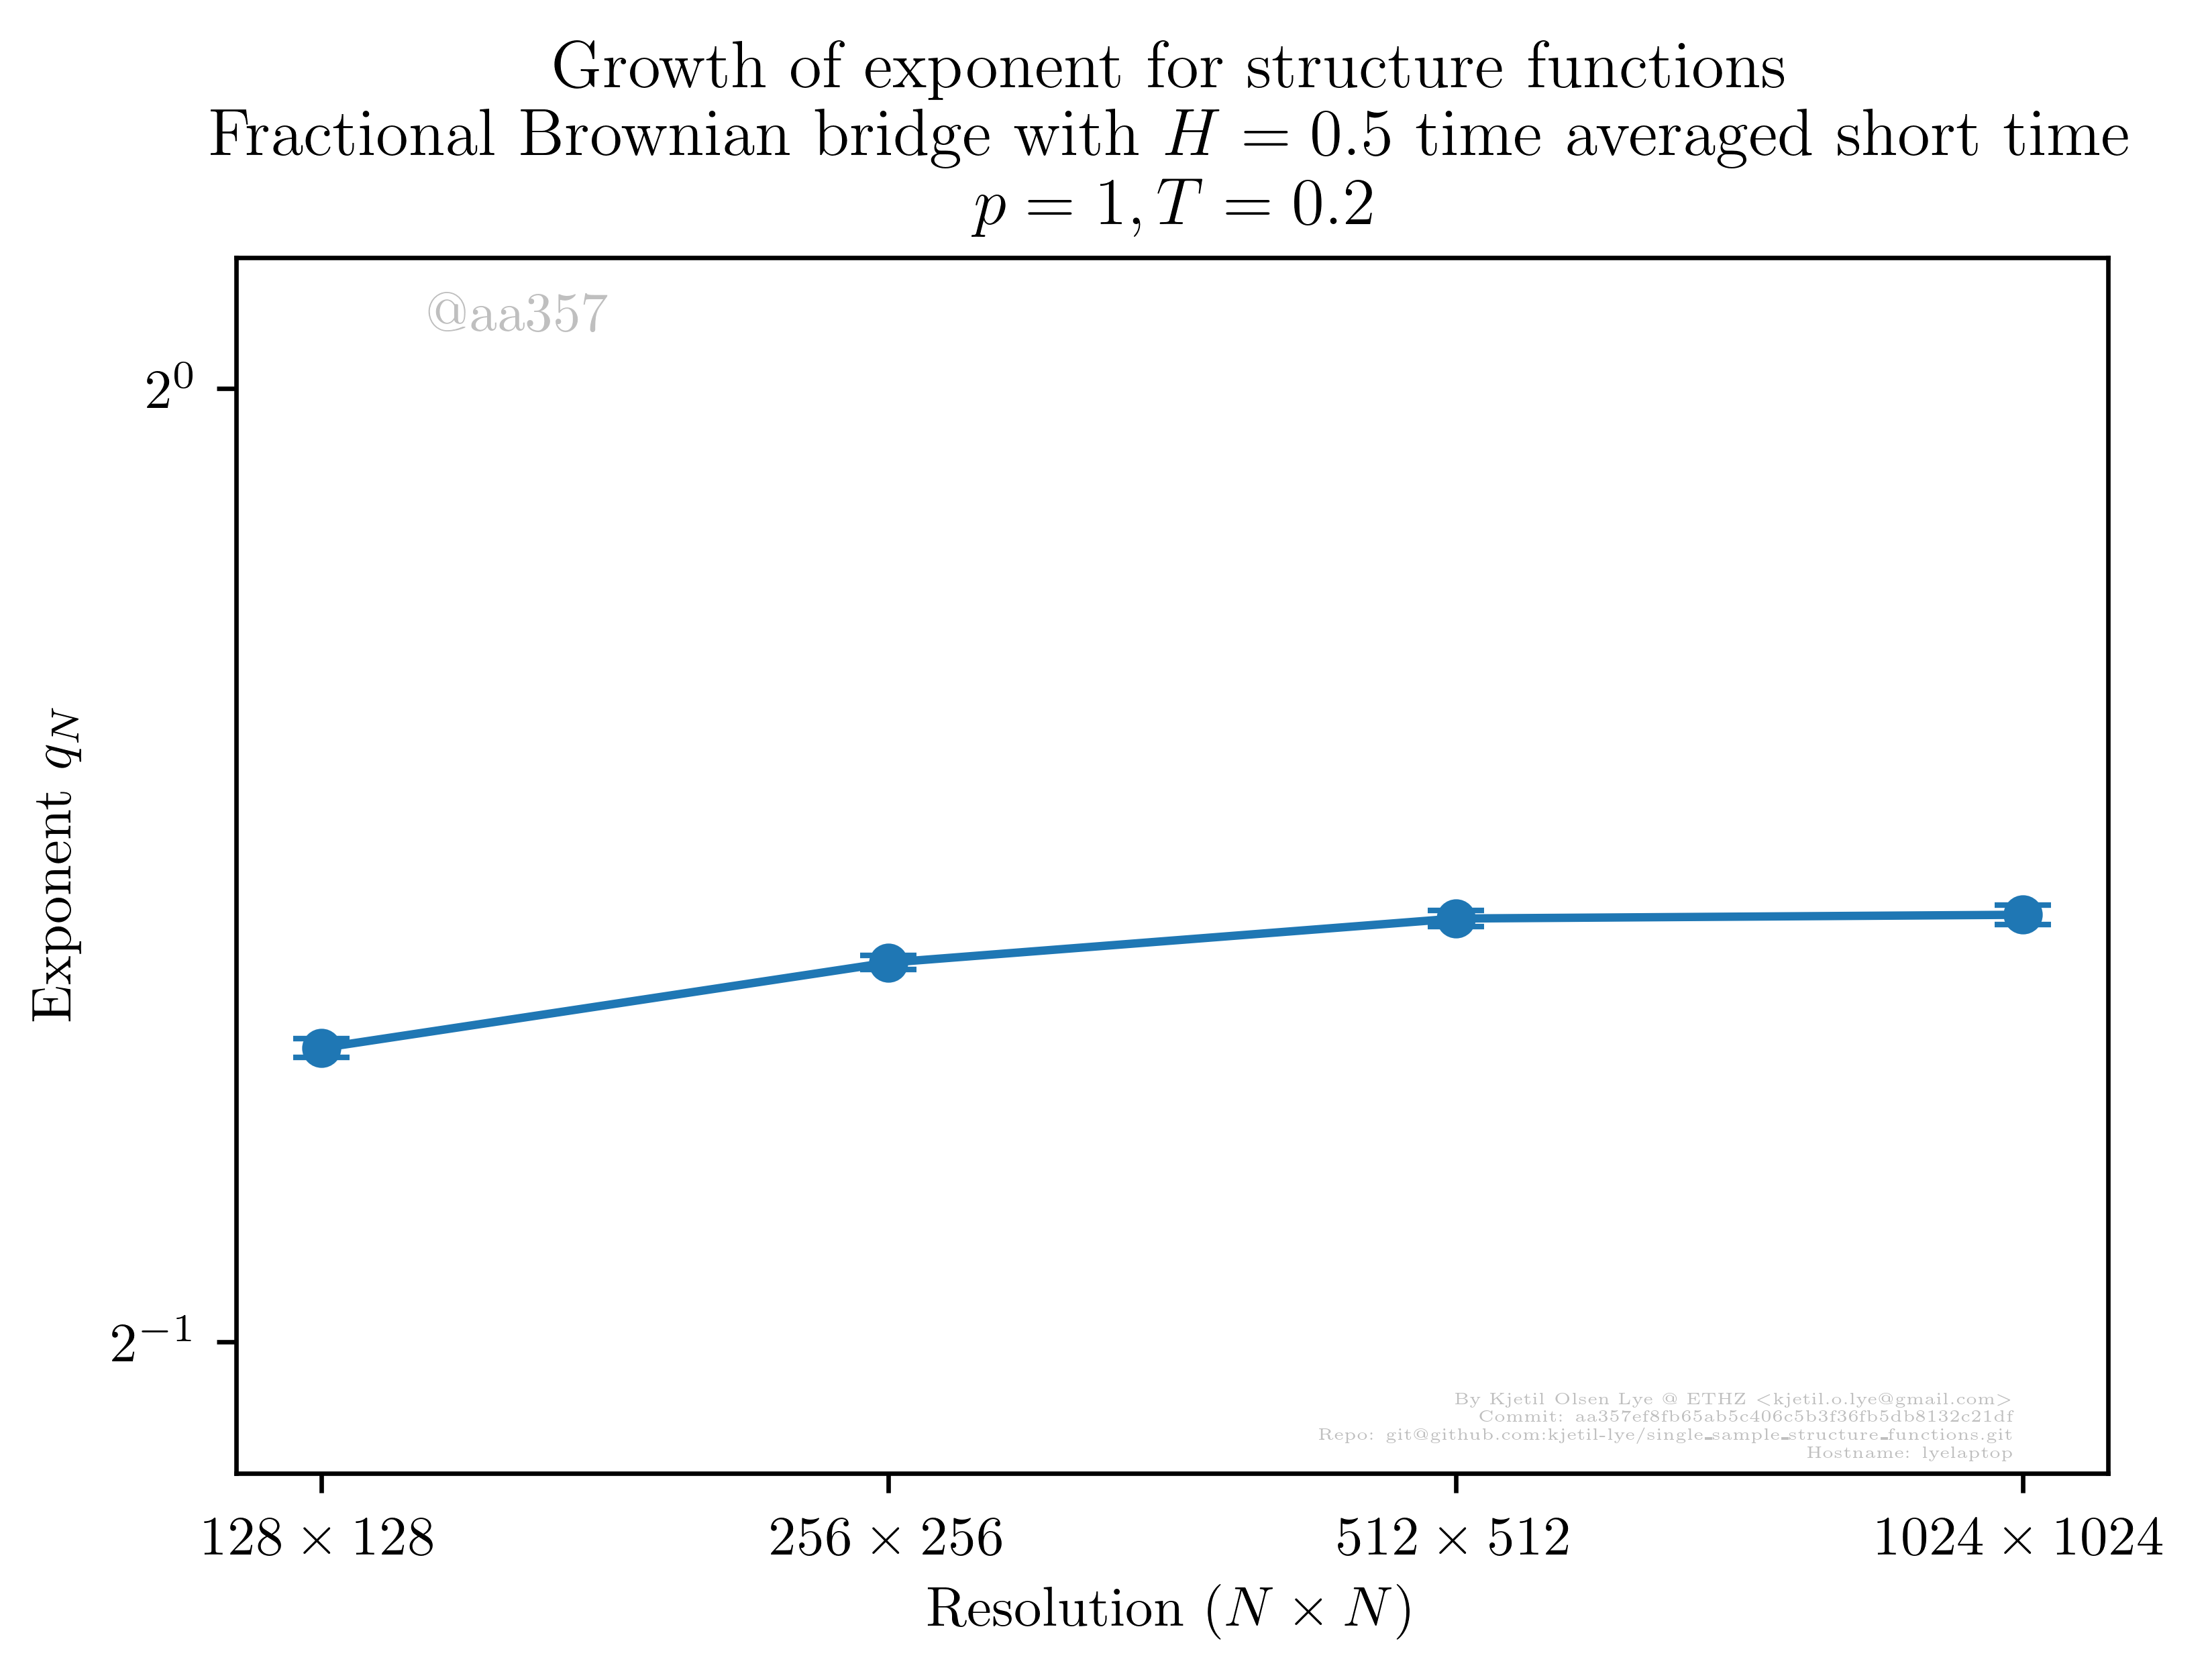 Growth of exponent for structure functions
Fractional Brownian bridge with H = 0.5 time averaged short time
p = 1, T = 0.2
@aa357
2⁰
Exponent q_N
2⁻¹
By Kjetil Olsen Lye @ ETHZ <kjetil.o.lye@gmail.com>
Commit: aa357ef8fb65ab5c406c5b3f36fb5db8132c21df
Repo: git@github.com:kjetil-lye/single_sample_structure_functions.git
Hostname: lyelaptop
128 × 128 256 × 256 512 × 512 1024 × 1024
Resolution (N × N)